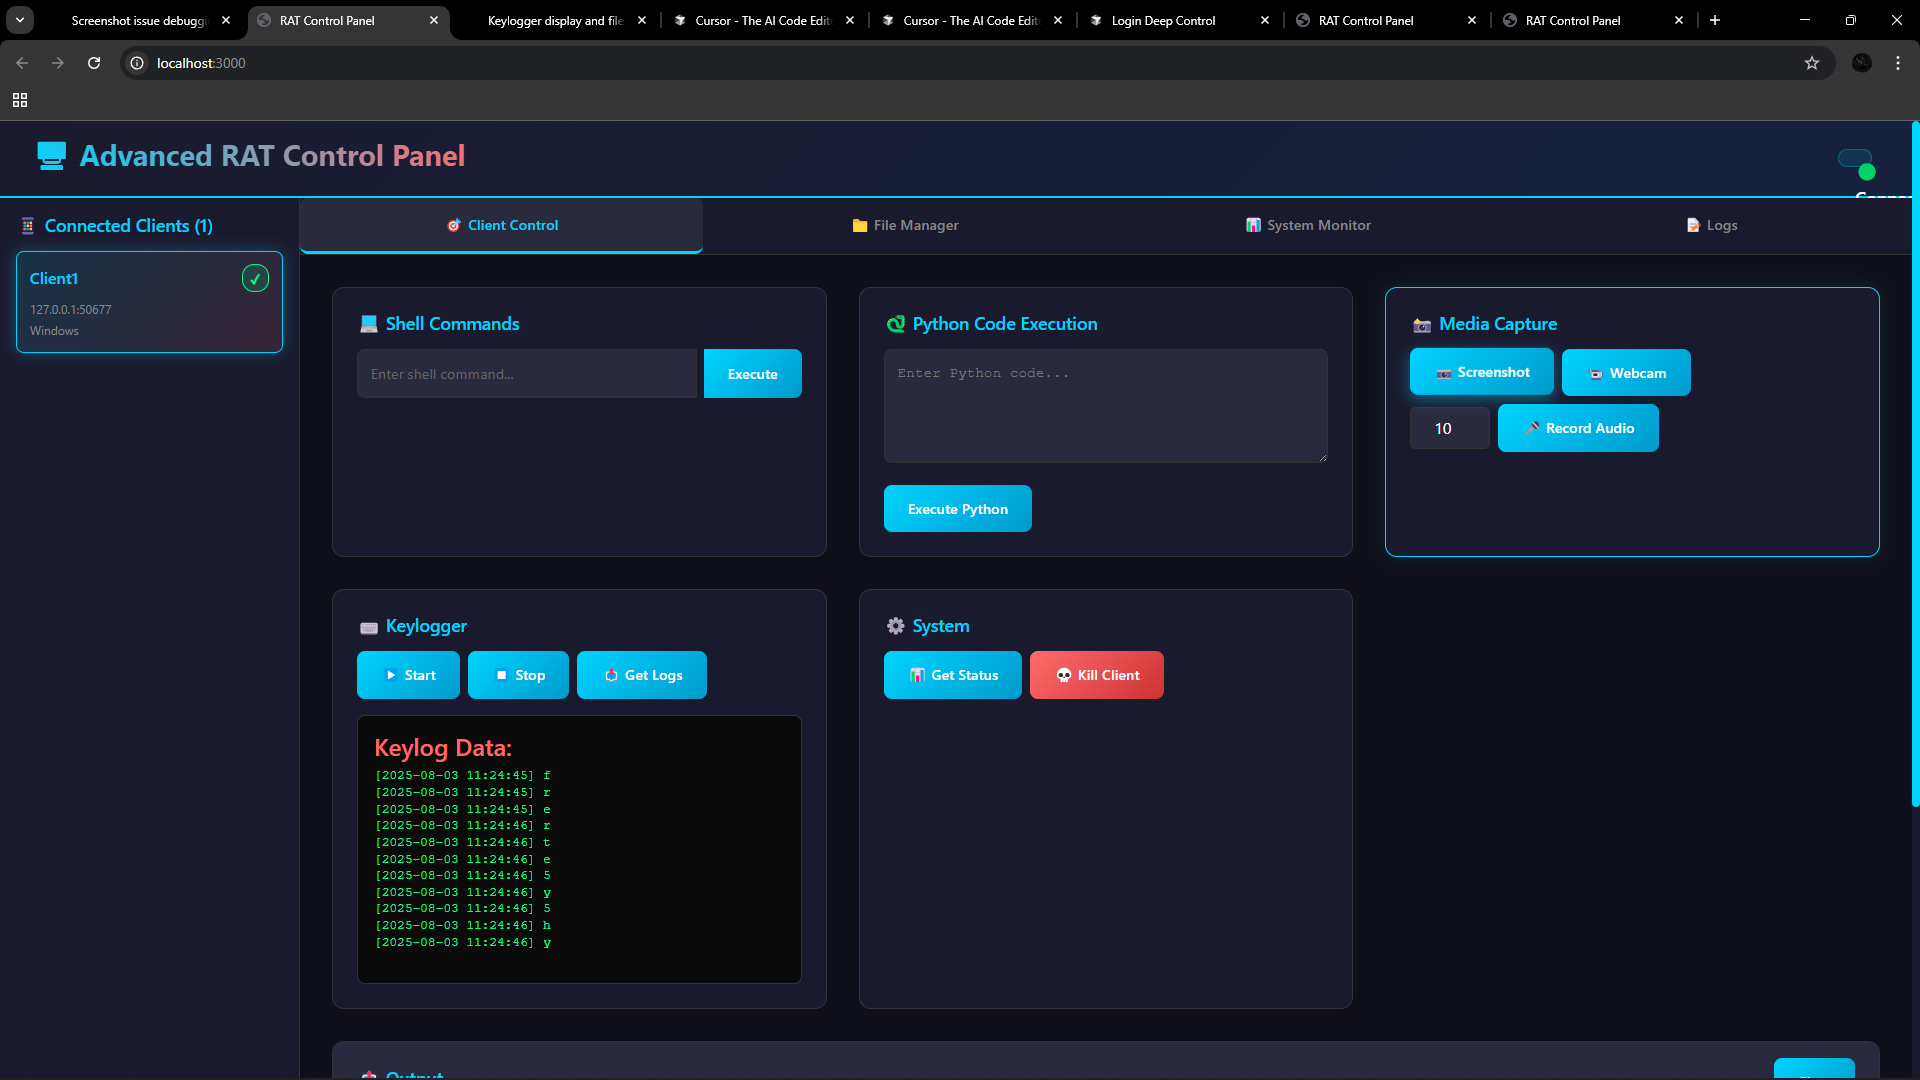 Screenshot issue debuggi
RAT Control Panel
Keylogger display and file
Cursor - The AI Code Edit
Cursor - The AI Code Edit
Login Deep Control
RAT Control Panel
RAT Control Panel
localhost:3000
Advanced RAT Control Panel
Connected Clients (1)
Client1
127.0.0.1:50677
Windows
Client Control
File Manager
System Monitor
Logs
Shell Commands
Enter shell command...
Execute
Python Code Execution
Enter Python code...
Execute Python
Media Capture
Screenshot
Webcam
10
Record Audio
Keylogger
Start
Stop
Get Logs
Keylog Data:
[2025-08-03 11:24:45] f
[2025-08-03 11:24:45] r
[2025-08-03 11:24:45] e
[2025-08-03 11:24:46] r
[2025-08-03 11:24:46] t
[2025-08-03 11:24:46] e
[2025-08-03 11:24:46] 5
[2025-08-03 11:24:46] y
[2025-08-03 11:24:46] 5
[2025-08-03 11:24:46] h
[2025-08-03 11:24:46] y
System
Get Status
Kill Client
Output